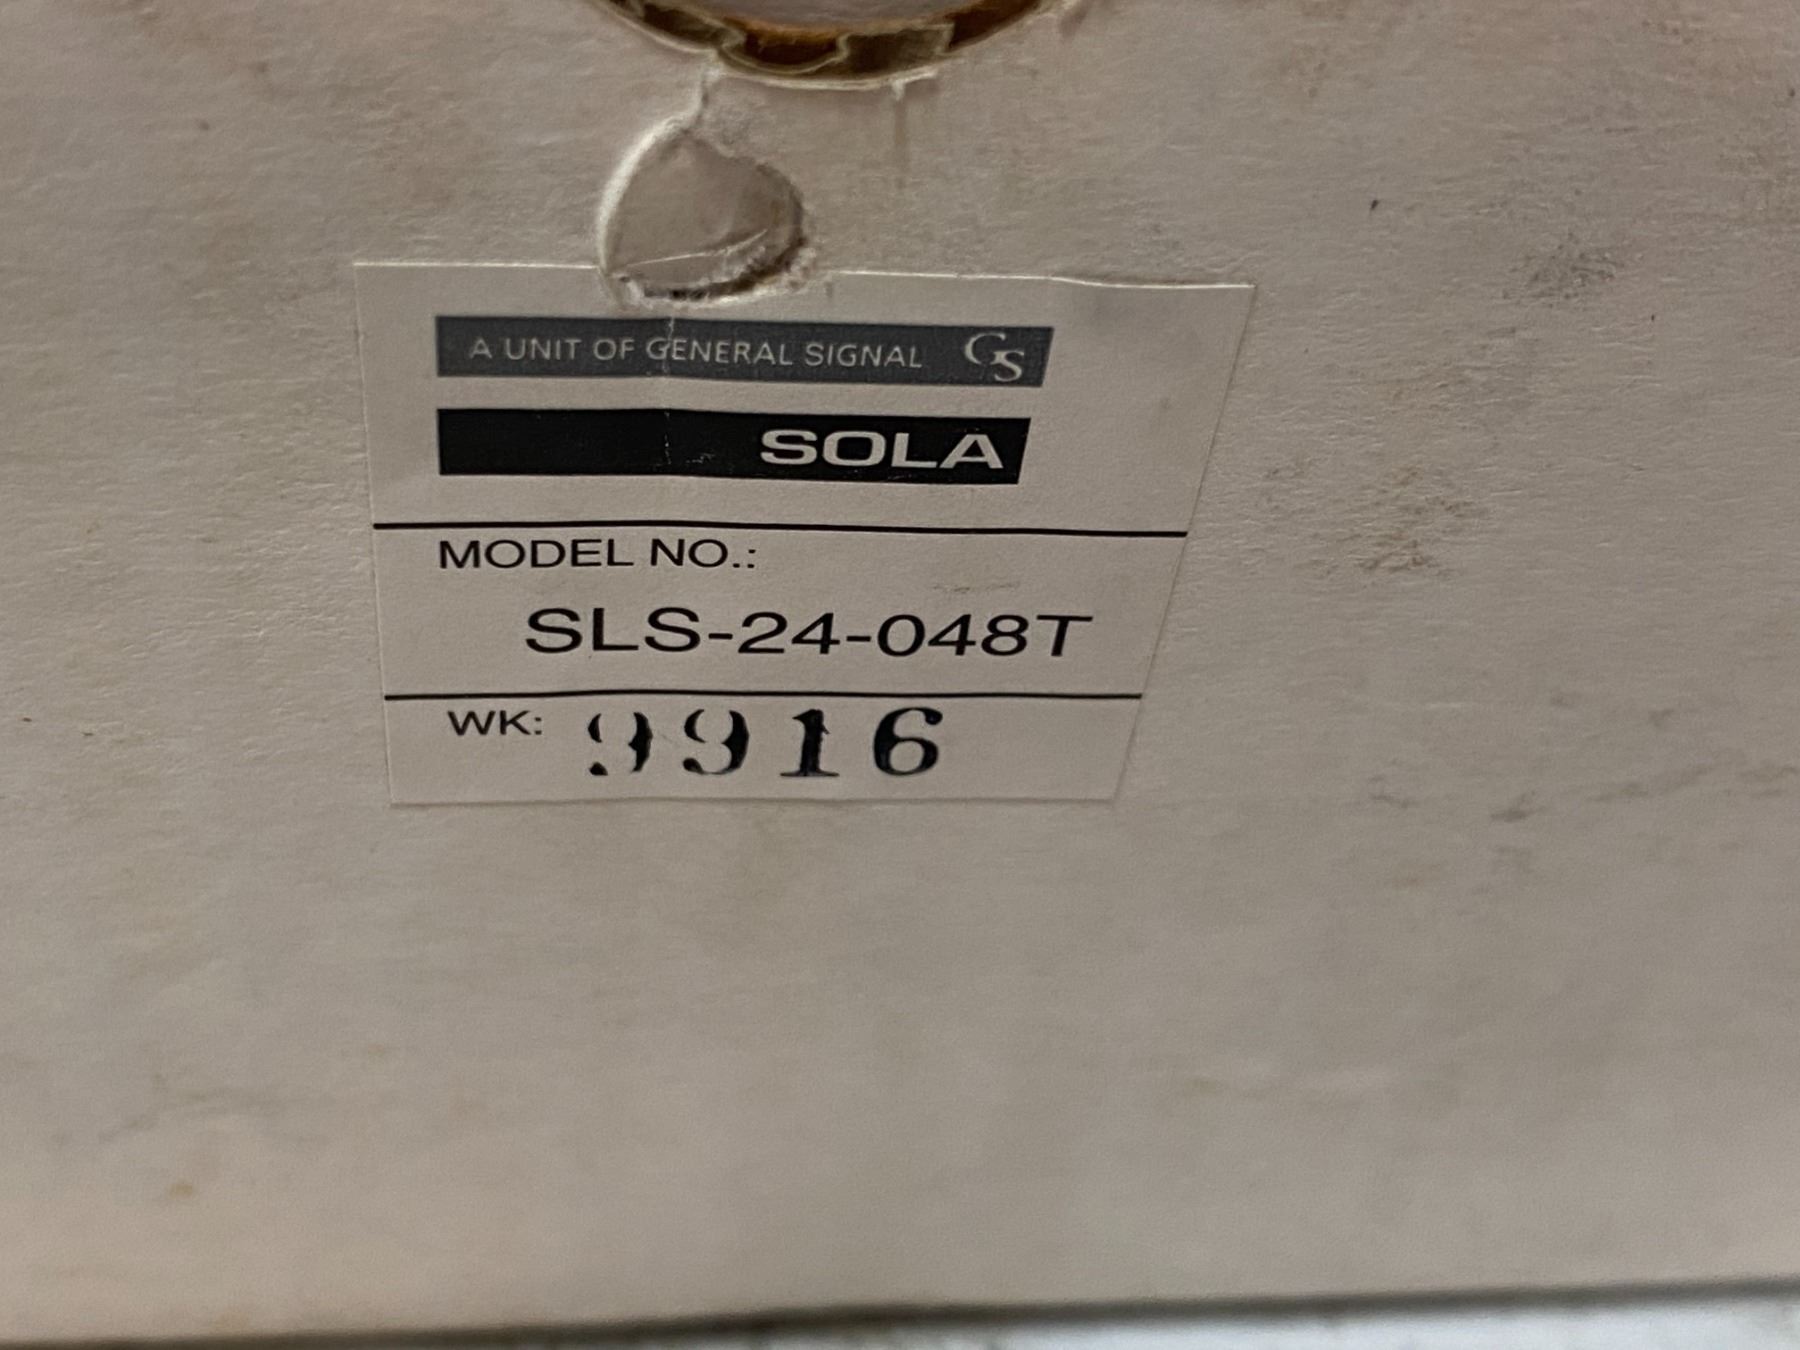 A UNIT OF GENERAL SIGNAL GS
SOLA
MODEL NO.:
SLS-24-048T
WK: 9916